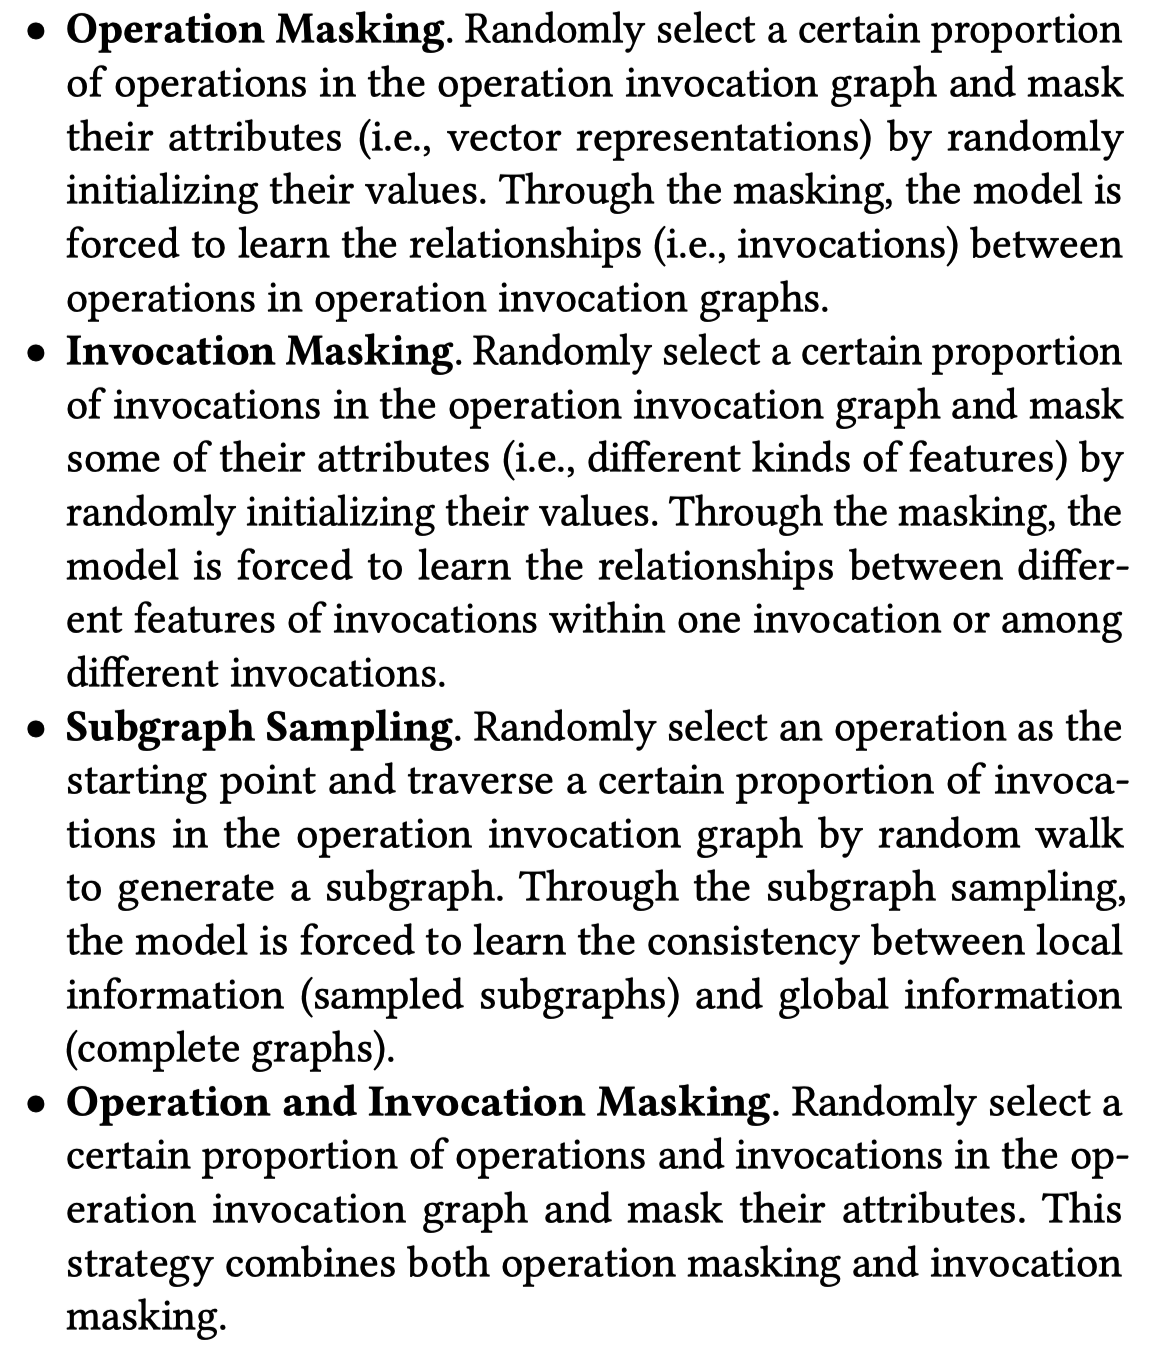 • Operation Masking. Randomly select a certain proportion
of operations in the operation invocation graph and mask
their attributes (i.e., vector representations) by randomly
initializing their values. Through the masking, the model is
forced to learn the relationships (i.e., invocations) between
operations in operation invocation graphs.
• Invocation Masking. Randomly select a certain proportion
of invocations in the operation invocation graph and mask
some of their attributes (i.e., different kinds of features) by
randomly initializing their values. Through the masking, the
model is forced to learn the relationships between differ-
ent features of invocations within one invocation or among
different invocations.
• Subgraph Sampling. Randomly select an operation as the
starting point and traverse a certain proportion of invoca-
tions in the operation invocation graph by random walk
to generate a subgraph. Through the subgraph sampling,
the model is forced to learn the consistency between local
information (sampled subgraphs) and global information
(complete graphs).
• Operation and Invocation Masking. Randomly select a
certain proportion of operations and invocations in the op-
eration invocation graph and mask their attributes. This
strategy combines both operation masking and invocation
masking.